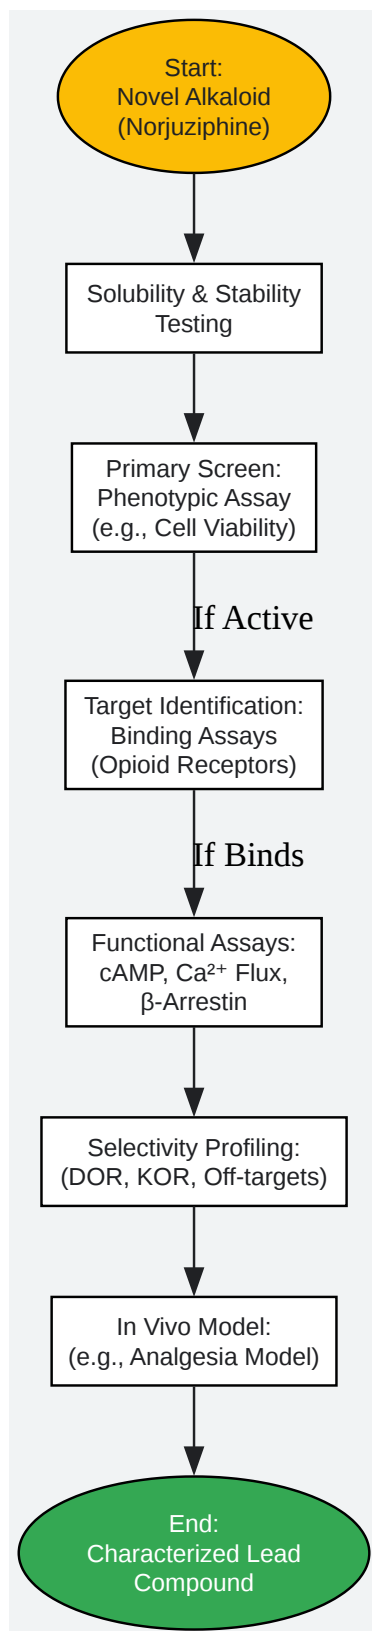 Start:
Novel Alkaloid
(Norjuziphine)
Solubility & Stability
Testing
Primary Screen:
Phenotypic Assay
(e.g., Cell Viability)
If Active
Target Identification:
Binding Assays
(Opioid Receptors)
If Binds
Functional Assays:
cAMP, Ca²⁺ Flux,
β-Arrestin
Selectivity Profiling:
(DOR, KOR, Off-targets)
In Vivo Model:
(e.g., Analgesia Model)
End:
Characterized Lead
Compound